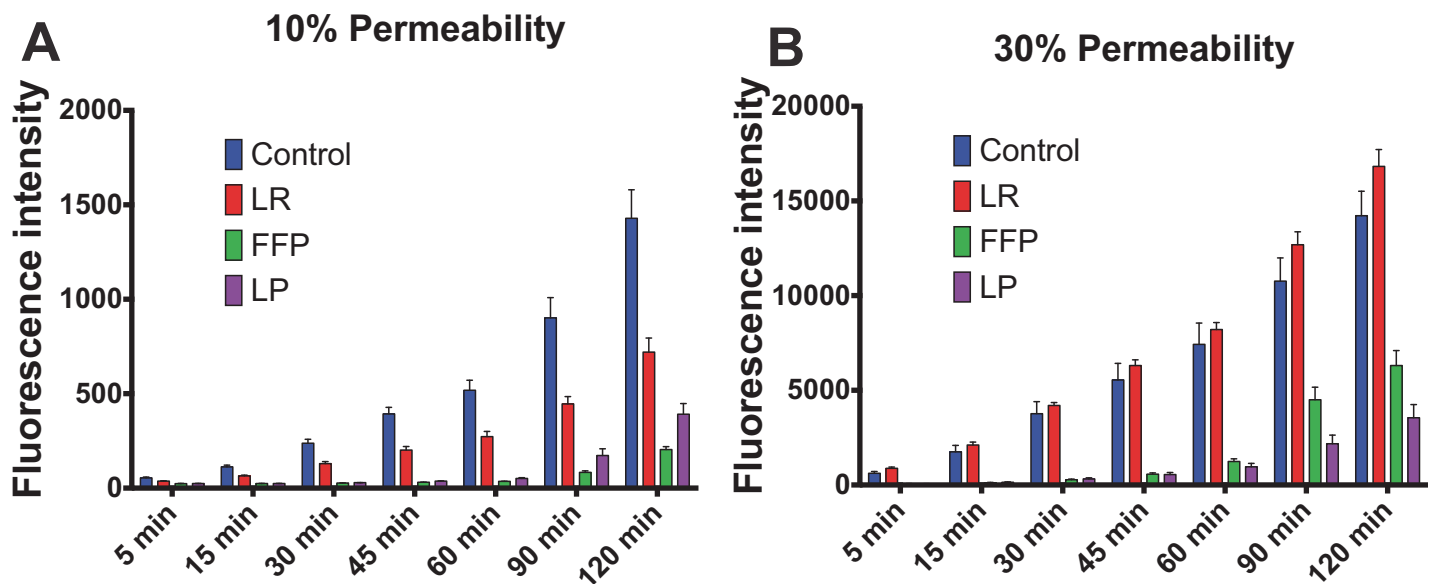 A
10% Permeability
Fluorescence intensity
2000
1500
1000
500
0
Control
LR
FFP
LP
5 min
15 min
30 min
45 min
60 min
90 min
120 min
B
30% Permeability
Fluorescence intensity
20000
15000
10000
5000
0
Control
LR
FFP
LP
5 min
15 min
30 min
45 min
60 min
90 min
120 min